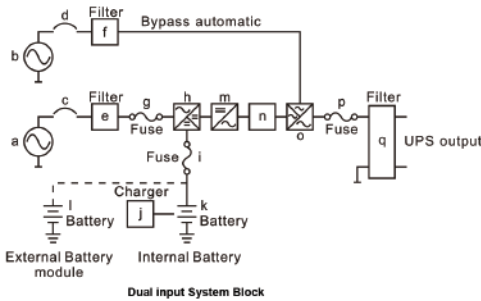 d
Filter
f
Bypass automatic
b
c
Filter
e
g
Fuse
h
m
n
o
p
Fuse
Filter
q
UPS output
a
Fuse
i
Charger
j
l
Battery
k
Battery
External Battery
module
Internal Battery
Dual input System Block